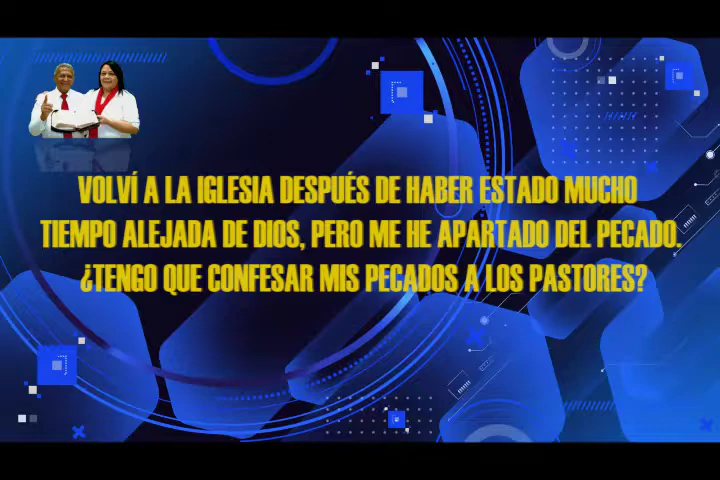 VOLVÍ A LA IGLESIA DESPUÉS DE HABER ESTADO MUCHO
TIEMPO ALEJADA DE DIOS, PERO ME HE APARTADO DEL PECADO.
¿TENGO QUE CONFESAR MIS PECADOS A LOS PASTORES?